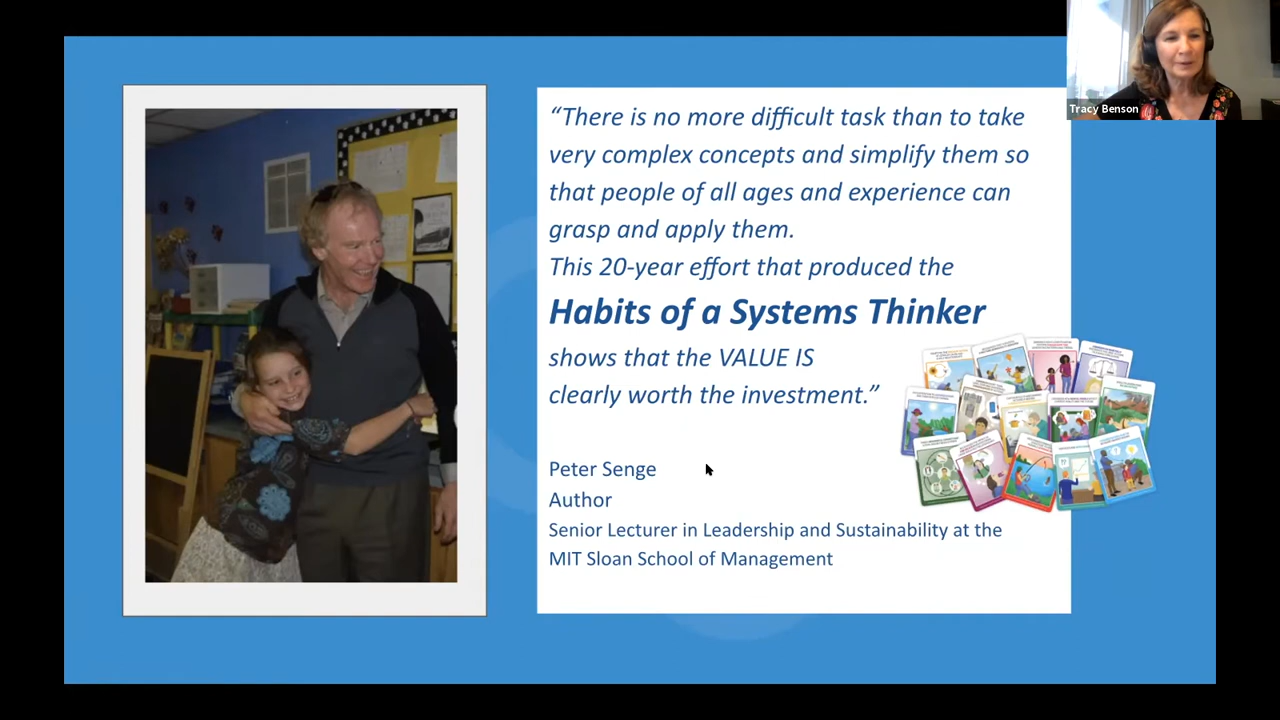 “There is no more difficult task than to take
very complex concepts and simplify them so
that people of all ages and experience can
grasp and apply them.
This 20-year effort that produced the
Habits of a Systems Thinker
shows that the VALUE IS
clearly worth the investment.”
Peter Senge
Author
Senior Lecturer in Leadership and Sustainability at the
MIT Sloan School of Management
Tracy Benson